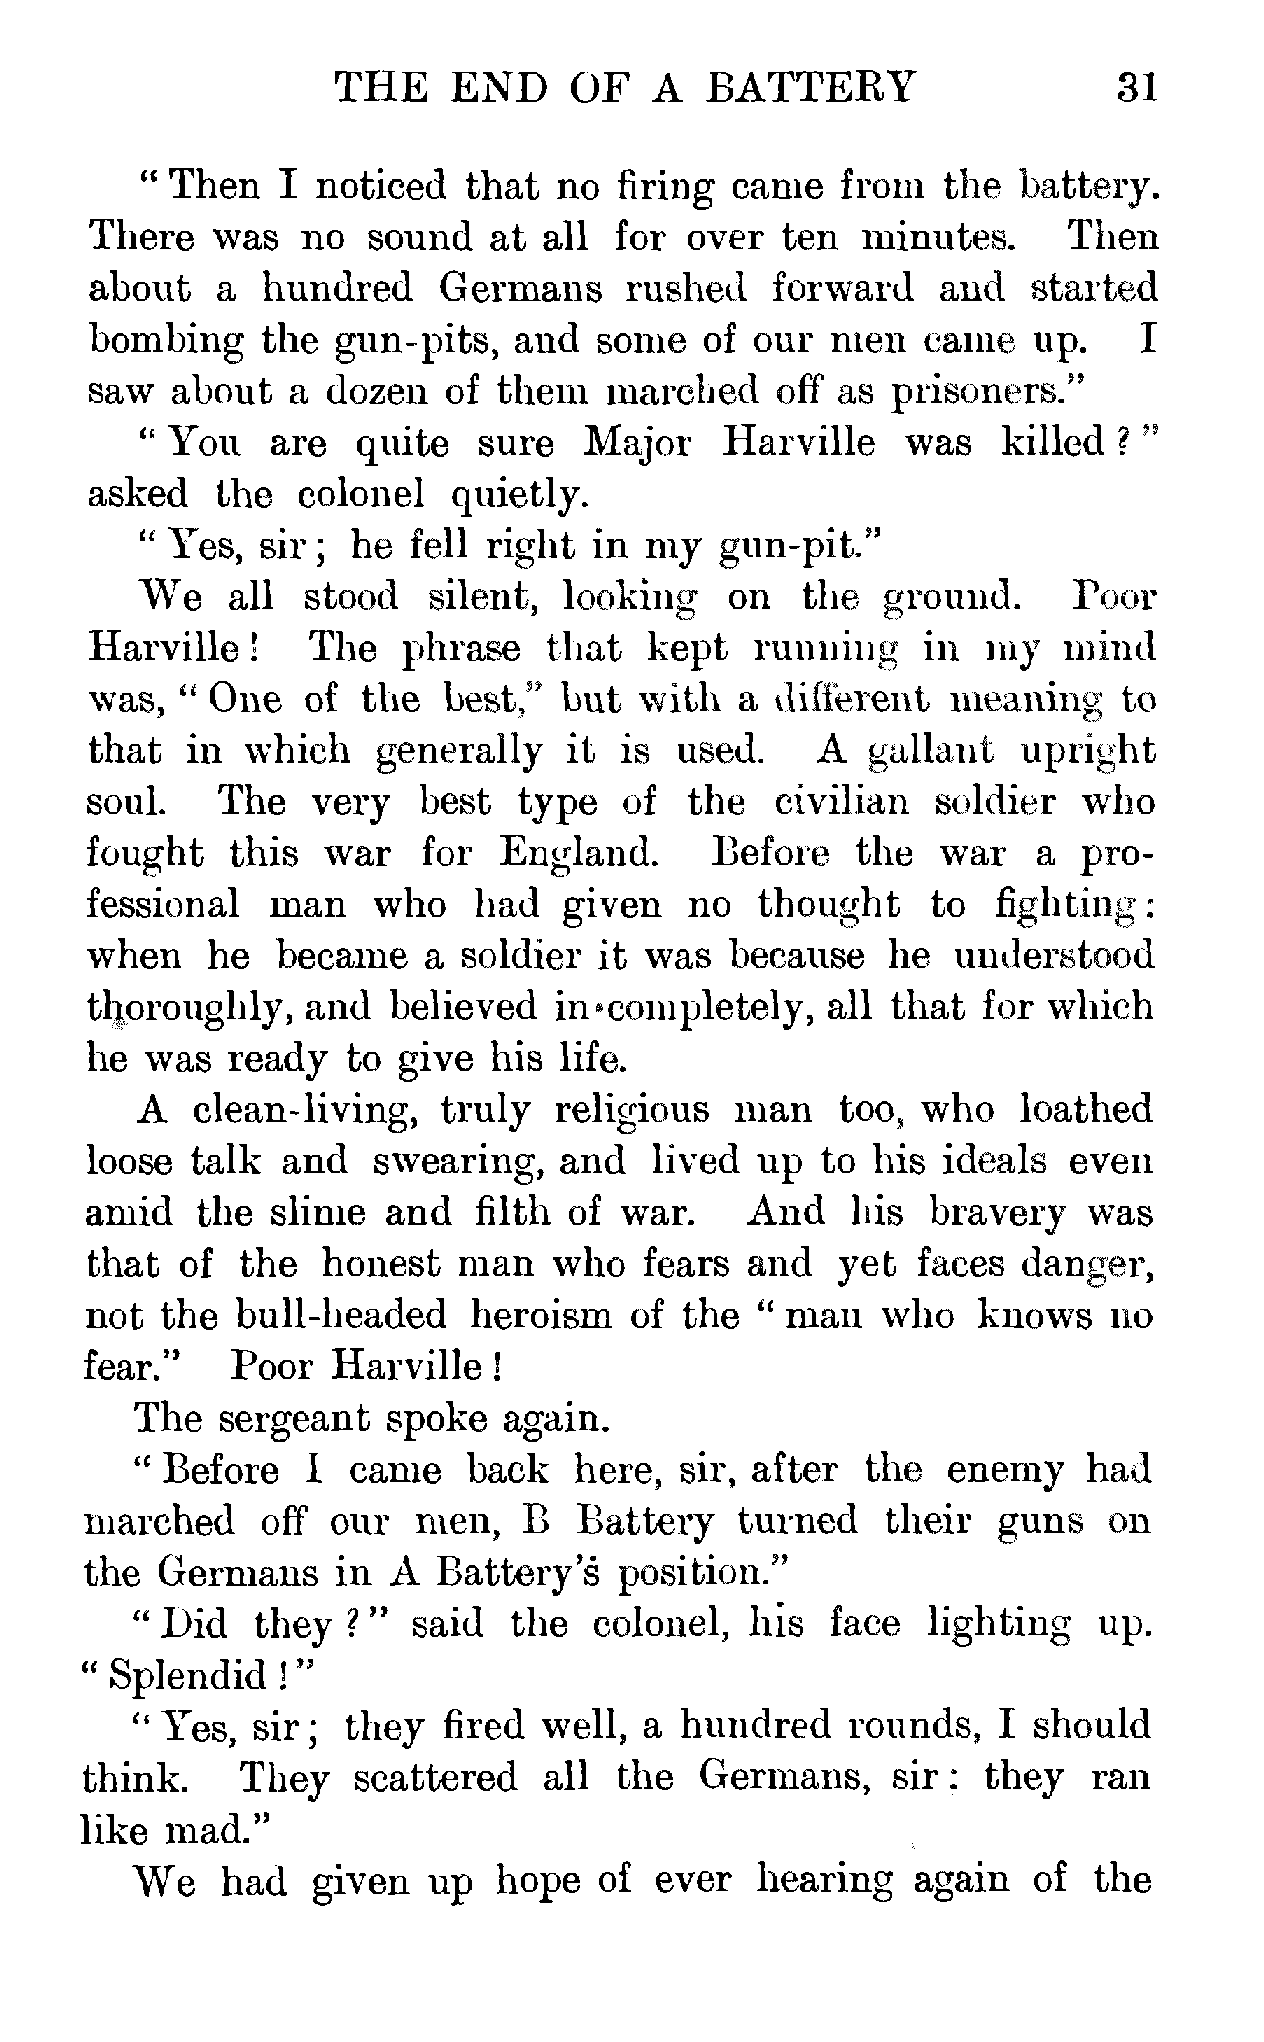 THE END OF A BATTERY 31
“ Then I noticed that no firing came from the battery.
There was no sound at all for over ten minutes. Then
about a hundred Germans rushed forward and started
bombing the gun-pits, and some of our men came up. I
saw about a dozen of them marched off as prisoners.”
“ You are quite sure Major Harville was killed ? ”
asked the colonel quietly.
“ Yes, sir ; he fell right in my gun-pit.”
We all stood silent, looking on the ground. Poor
Harville ! The phrase that kept running in my mind
was, “ One of the best,” but with a different meaning to
that in which generally it is used. A gallant upright
soul. The very best type of the civilian soldier who
fought this war for England. Before the war a pro-
fessional man who had given no thought to fighting :
when he became a soldier it was because he understood
thoroughly, and believed in completely, all that for which
he was ready to give his life.
A clean-living, truly religious man too, who loathed
loose talk and swearing, and lived up to his ideals even
amid the slime and filth of war. And his bravery was
that of the honest man who fears and yet faces danger,
not the bull-headed heroism of the “ man who knows no
fear.” Poor Harville !
The sergeant spoke again.
“ Before I came back here, sir, after the enemy had
marched off our men, B Battery turned their guns on
the Germans in A Battery’s position.”
“ Did they ? ” said the colonel, his face lighting up.
“ Splendid ! ”
“ Yes, sir ; they fired well, a hundred rounds, I should
think. They scattered all the Germans, sir : they ran
like mad.”
We had given up hope of ever hearing again of the